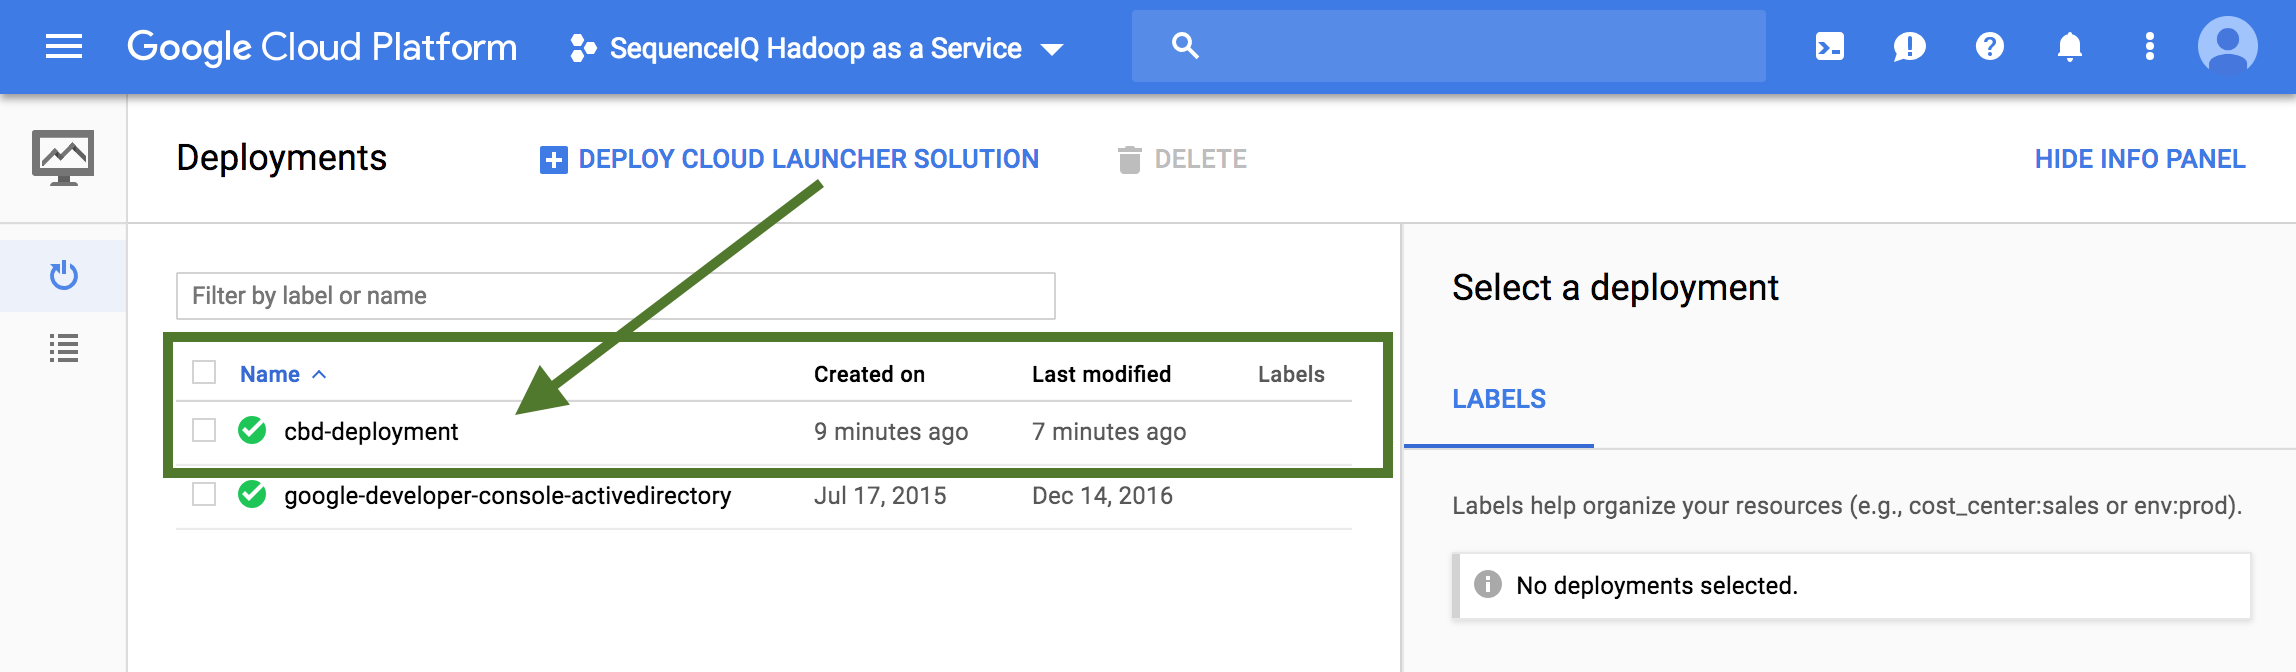 Google Cloud Platform SequenceIQ Hadoop as a Service
Deployments DEPLOY CLOUD LAUNCHER SOLUTION DELETE HIDE INFO PANEL
Filter by label or name
Name Created on Last modified Labels
cbd-deployment 9 minutes ago 7 minutes ago
google-developer-console-activedirectory Jul 17, 2015 Dec 14, 2016
Select a deployment
LABELS
Labels help organize your resources (e.g., cost_center:sales or env:prod).
No deployments selected.